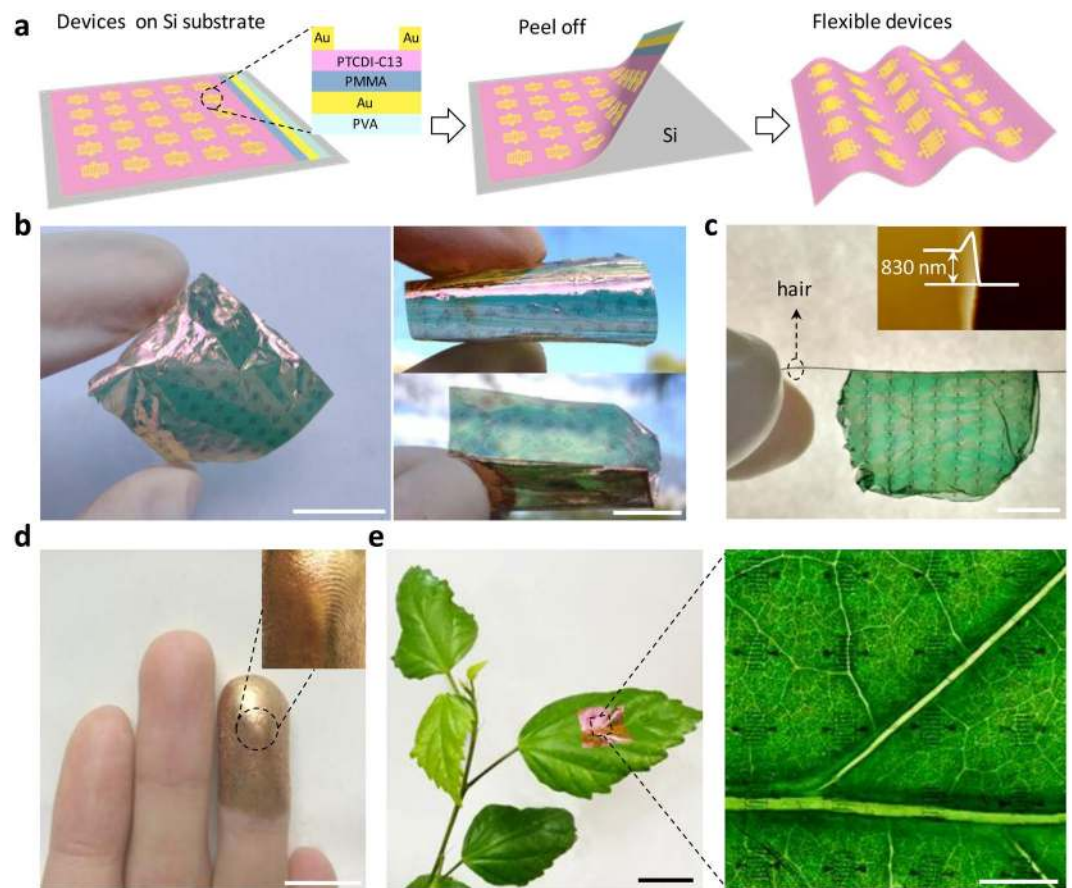 a
Devices on Si substrate
Au
Au
PTCDI-C13
PMMA
Au
PVA
Peel off
Si
Flexible devices
b
c
830 nm
hair
d
e